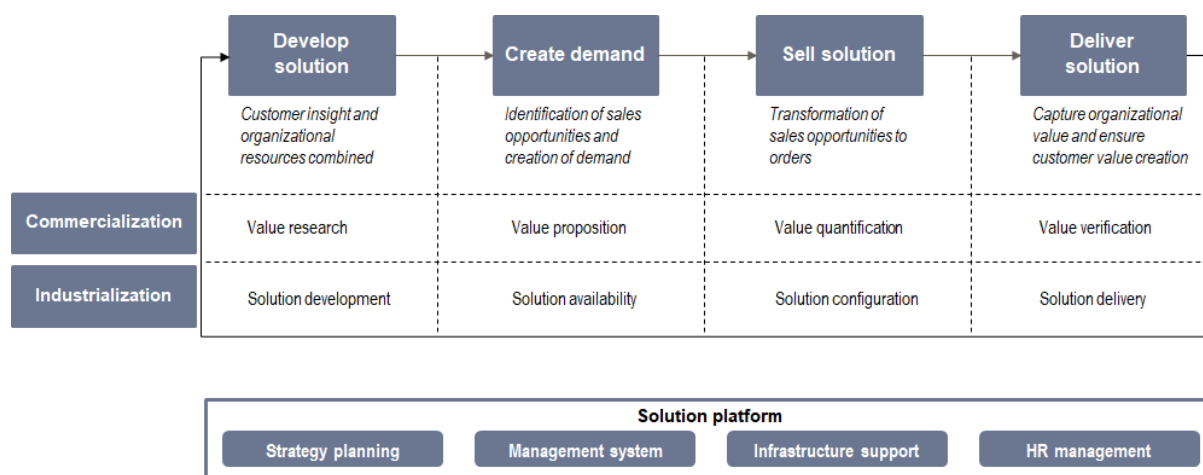 Develop
solution
Create demand
Sell solution
Deliver
solution
Customer insight and
organizational
resources combined
Identification of sales
opportunities and
creation of demand
Transformation of
sales opportunities to
orders
Capture organizational
value and ensure
customer value creation
Commercialization
Value research
Value proposition
Value quantification
Value verification
Industrialization
Solution development
Solution availability
Solution configuration
Solution delivery
Solution platform
Strategy planning
Management system
Infrastructure support
HR management